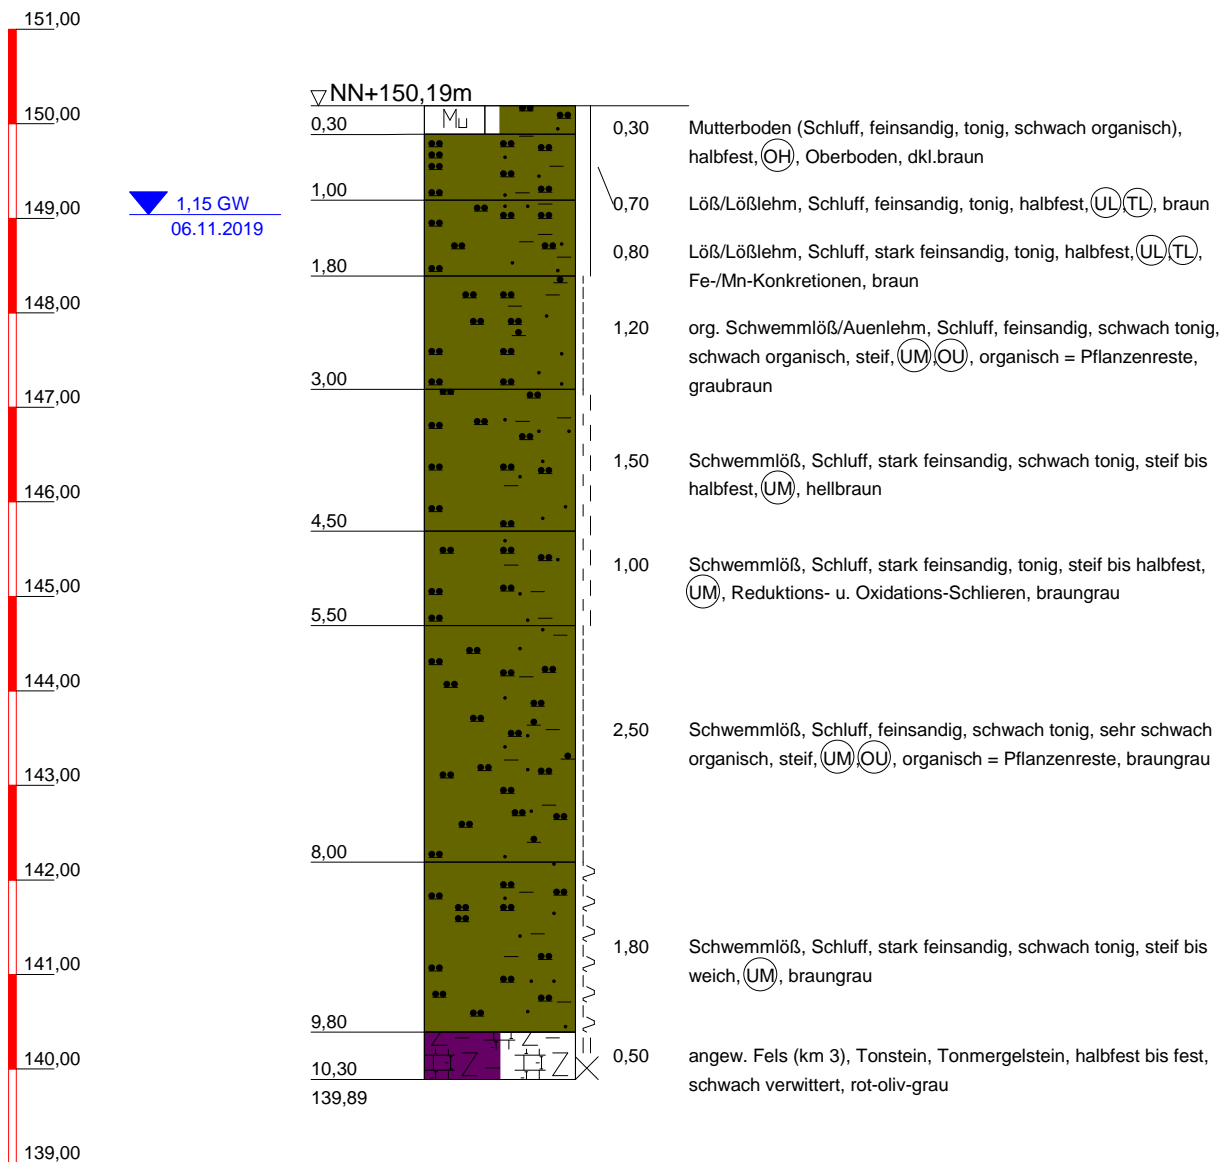 151,00
150,00
149,00
148,00
147,00
146,00
145,00
144,00
143,00
142,00
141,00
140,00
139,00
1,15 GW
06.11.2019
NN+150,19m
Mu
0,30
1,00
1,80
3,00
4,50
5,50
8,00
9,80
10,30
139,89
0,30 Mutterboden (Schluff, feinsandig, tonig, schwach organisch),
halbfest, OH, Oberboden, dkl.braun
0,70 Löß/Lößlehm, Schluff, feinsandig, tonig, halbfest, UL, TL, braun
0,80 Löß/Lößlehm, Schluff, stark feinsandig, tonig, halbfest, UL, TL,
Fe-/Mn-Konkretionen, braun
1,20 org. Schwemmlöß/Auenlehm, Schluff, feinsandig, schwach tonig,
schwach organisch, steif, UM, OU, organisch = Pflanzenreste,
graubraun
1,50 Schwemmlöß, Schluff, stark feinsandig, schwach tonig, steif bis
halbfest, UM, hellbraun
1,00 Schwemmlöß, Schluff, stark feinsandig, tonig, steif bis halbfest,
UM, Reduktions- u. Oxidations-Schlieren, braungrau
2,50 Schwemmlöß, Schluff, feinsandig, schwach tonig, sehr schwach
organisch, steif, UM, OU, organisch = Pflanzenreste, braungrau
1,80 Schwemmlöß, Schluff, stark feinsandig, schwach tonig, steif bis
weich, UM, braungrau
0,50 angew. Fels (km 3), Tonstein, Tonmergelstein, halbfest bis fest,
schwach verwittert, rot-oliv-grau